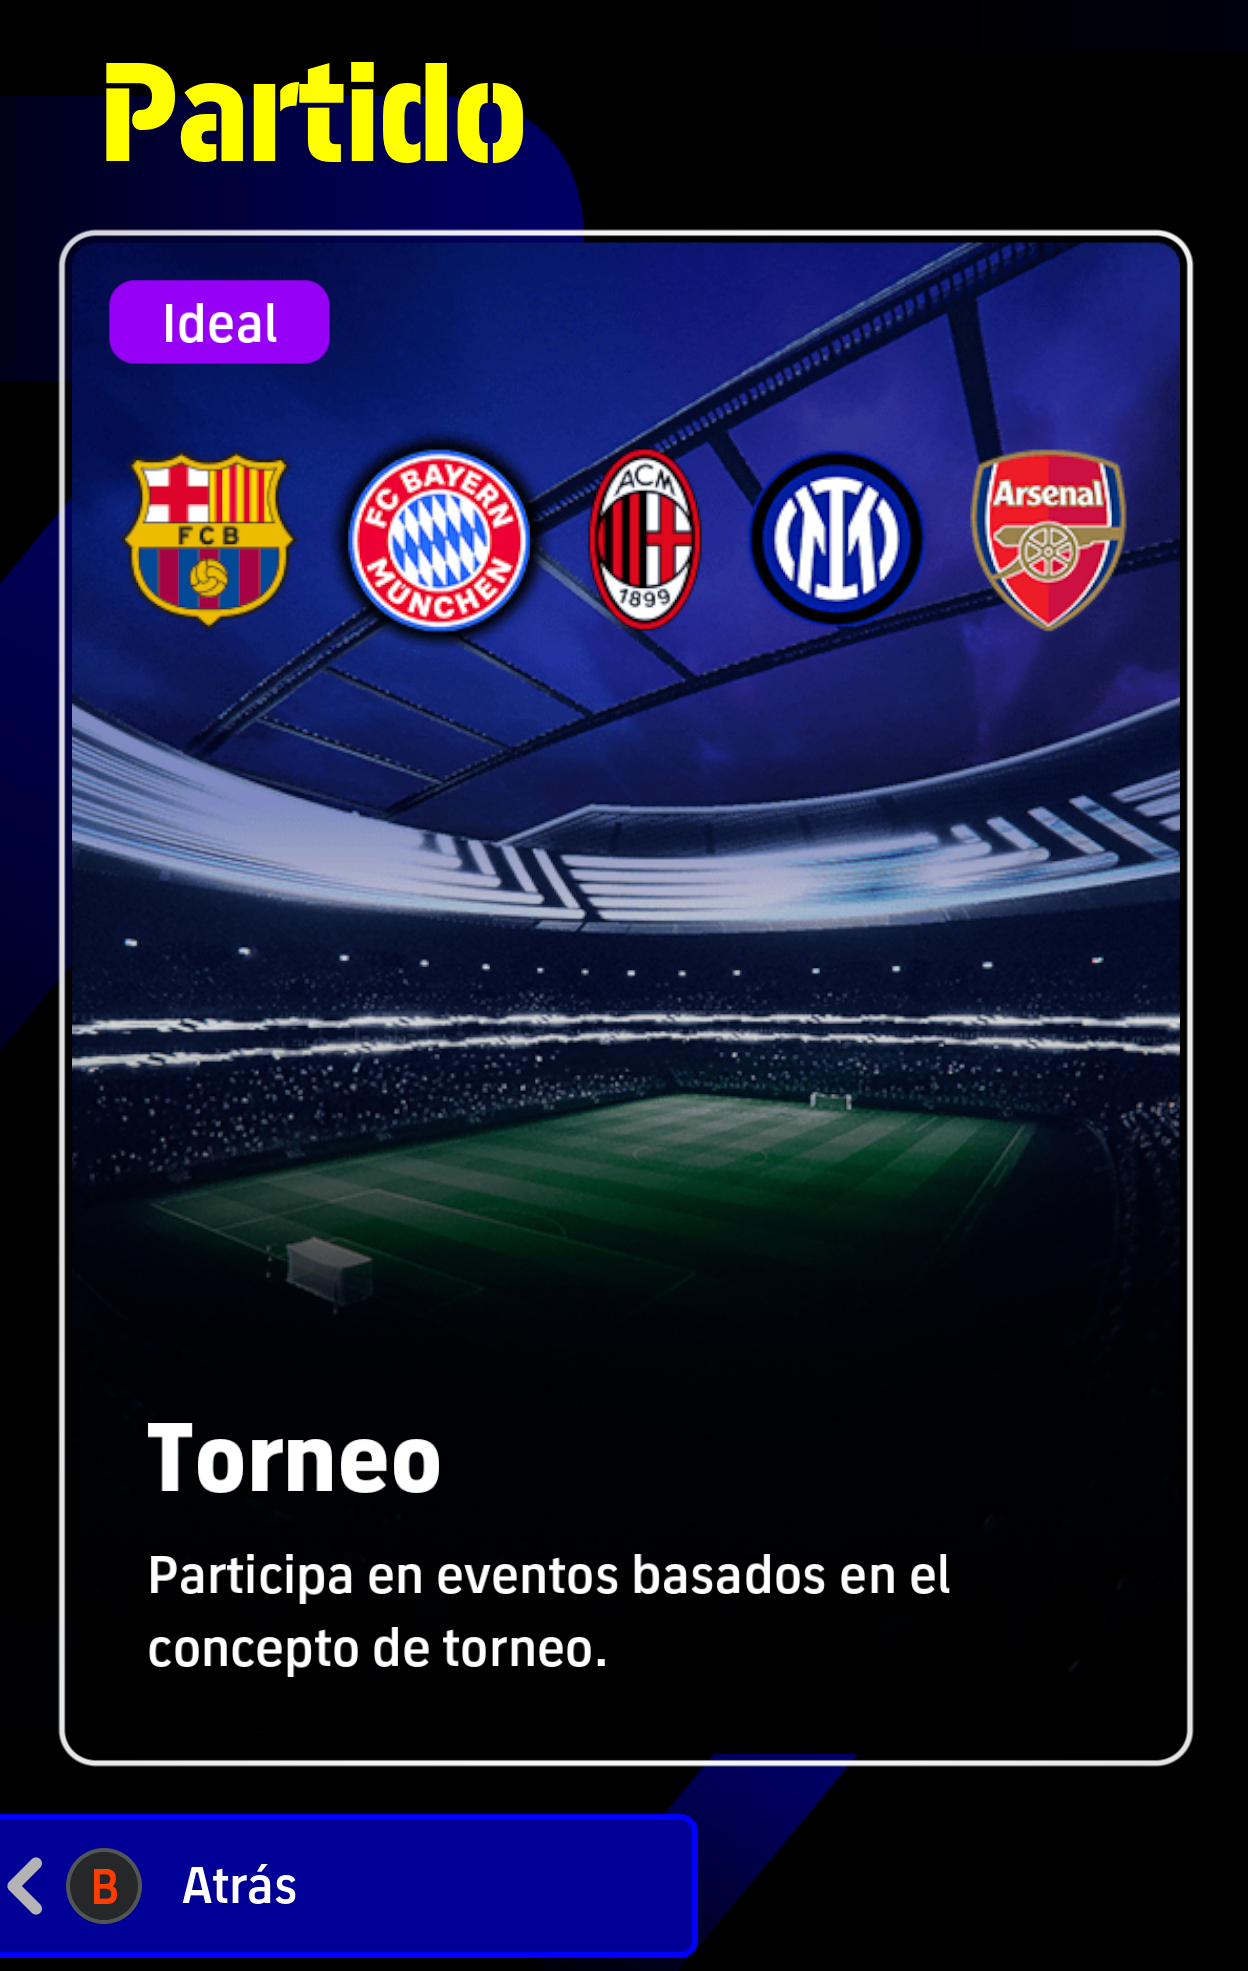 Partido
Ideal
FCB
FC BAYERN
MÜNCHEN
ACM
1899
Arsenal
Torneo
Participa en eventos basados en el
concepto de torneo.
B Atrás